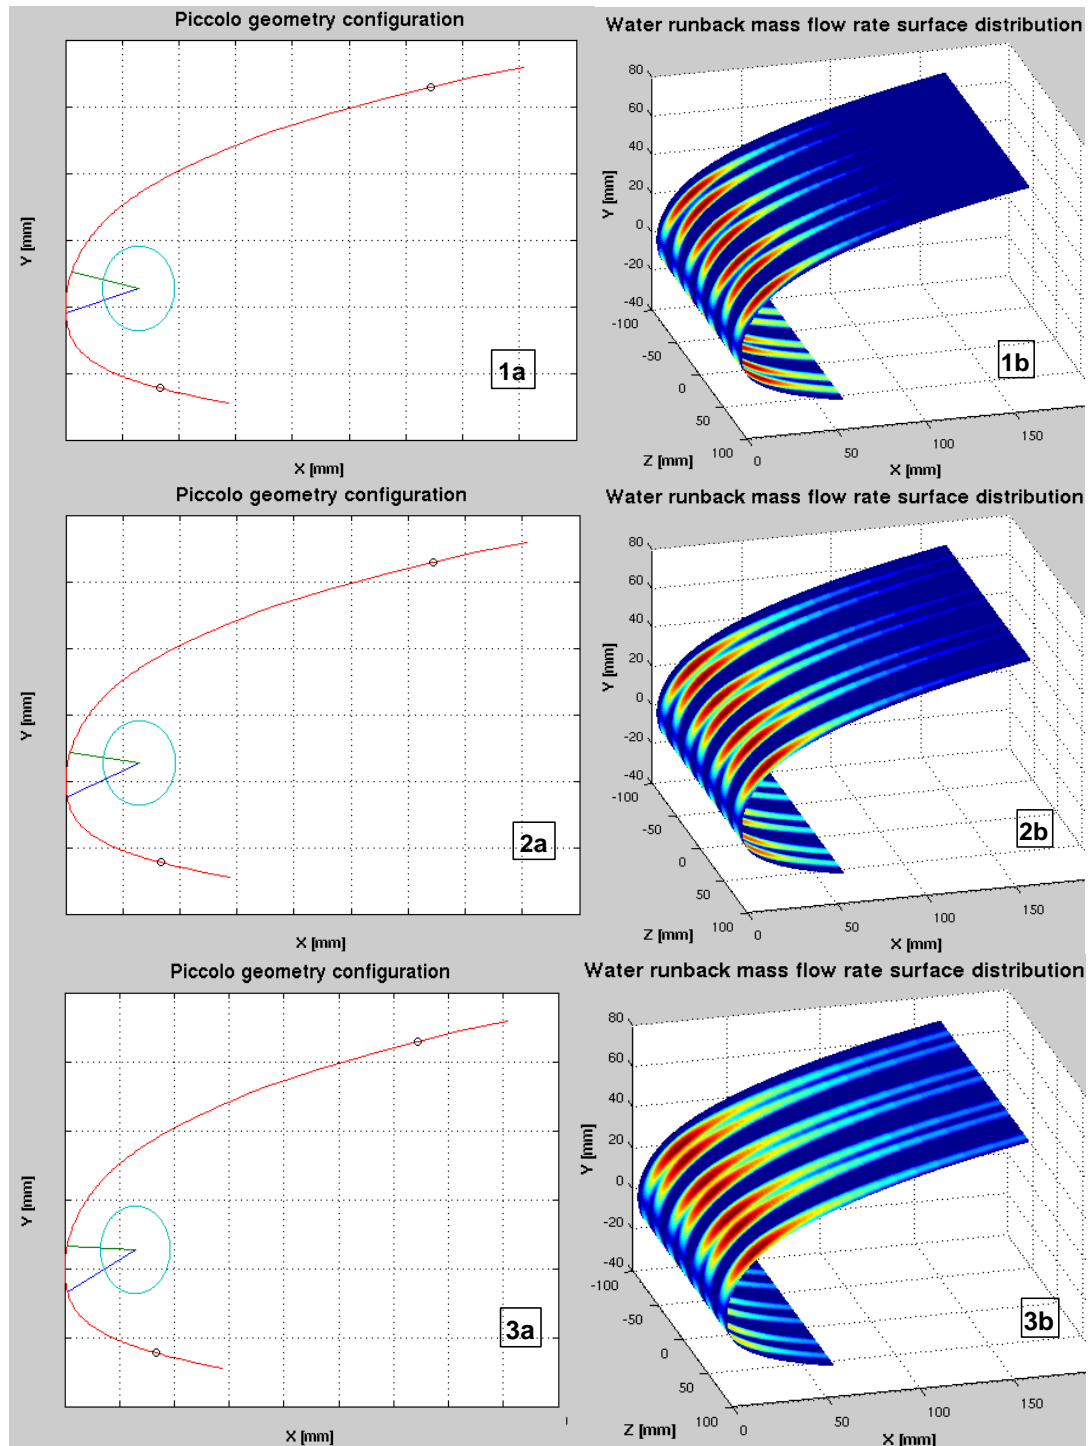 Piccolo geometry configuration
Y [mm]
X [mm]
1a
Water runback mass flow rate surface distribution
80
60
40
20
0
-20
-40
Y [mm]
-100
-50
0
50
100
Z [mm]
0
50
100
150
X [mm]
1b
Piccolo geometry configuration
Y [mm]
X [mm]
2a
Water runback mass flow rate surface distribution
80
60
40
20
0
-20
-40
Y [mm]
-100
-50
0
50
100
Z [mm]
0
50
100
150
X [mm]
2b
Piccolo geometry configuration
Y [mm]
X [mm]
3a
Water runback mass flow rate surface distribution
80
60
40
20
0
-20
-40
Y [mm]
-100
-50
0
50
100
Z [mm]
0
50
100
150
X [mm]
3b